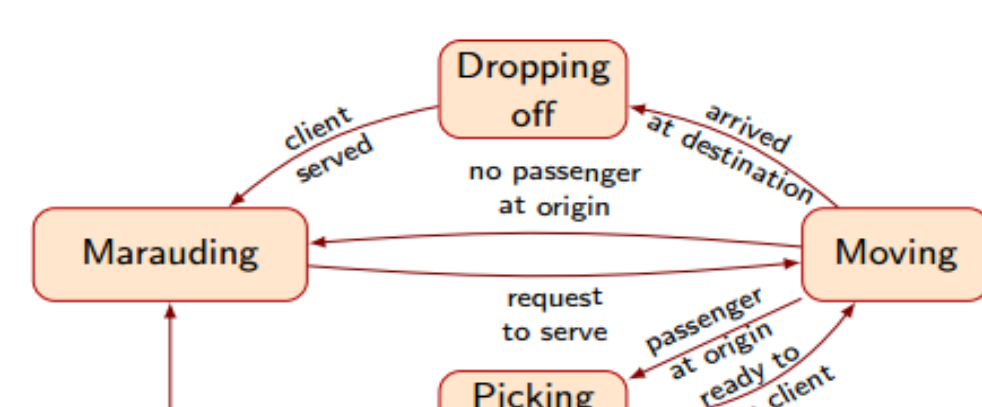 Dropping
off
client
served
arrived
at destination
no passenger
at origin
Marauding
Moving
request
to serve
passenger
at origin
ready to
client
Picking